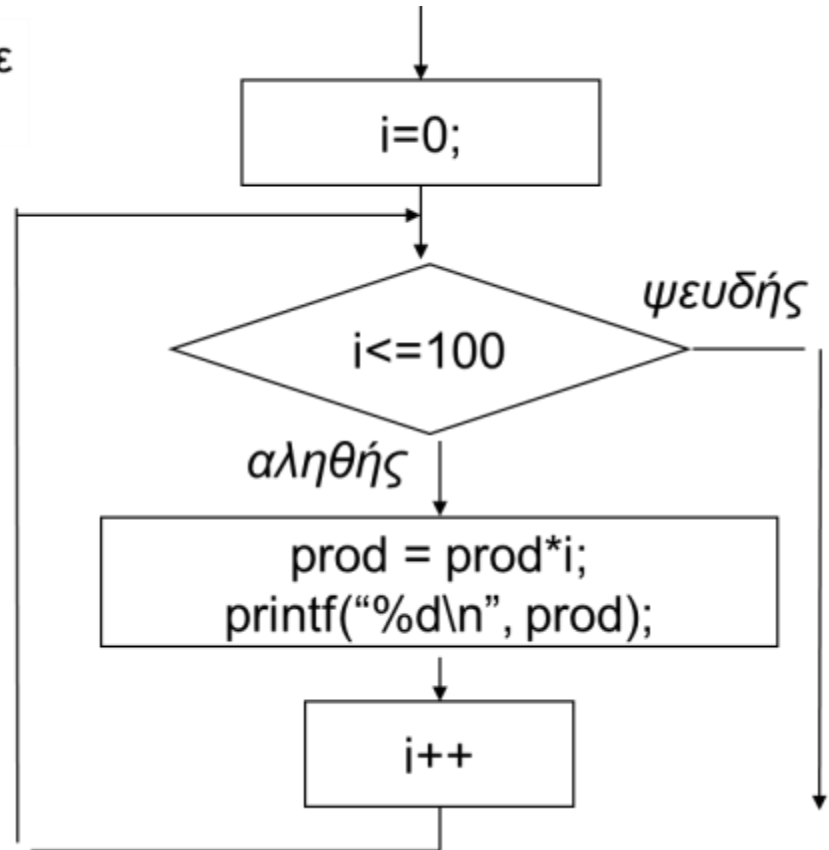 i=0;
i<=100
ψευδής
αληθής
prod = prod*i;
printf(“%d\n”, prod);
i++